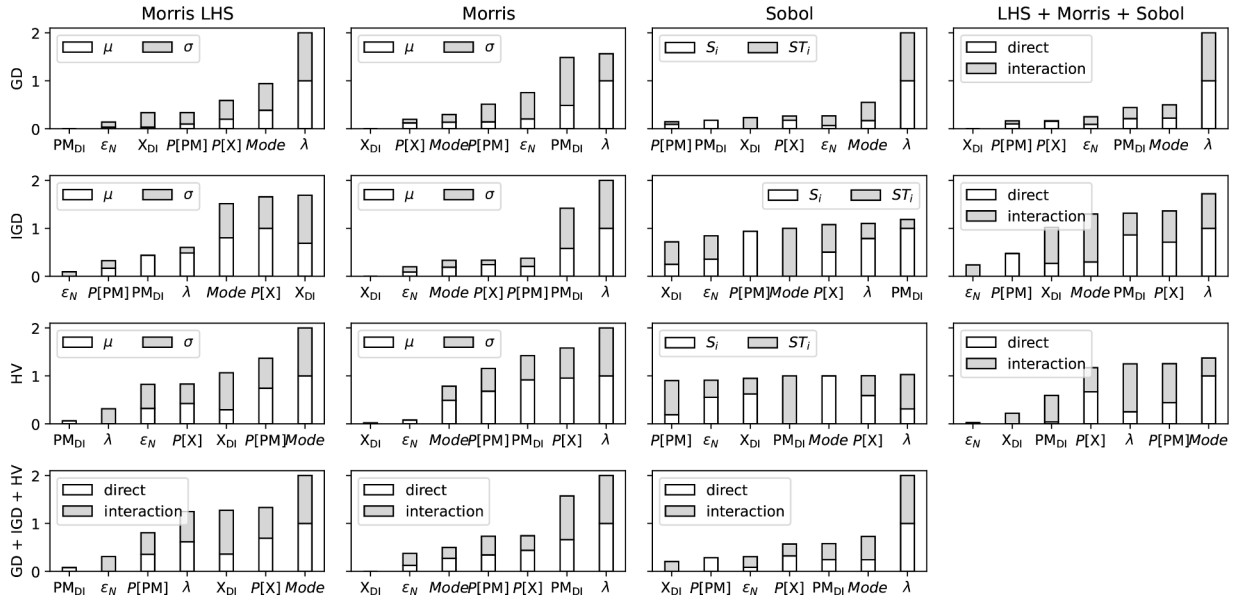 Morris LHS
Morris
Sobol
LHS + Morris + Sobol
GD
2
1
0
μ σ
PM_DI ε_N X_DI P[PM] P[X] Mode λ
μ σ
X_DI P[X] Mode P[PM] ε_N PM_DI λ
S_i ST_i
P[PM] PM_DI X_DI P[X] ε_N Mode λ
direct
interaction
X_DI P[PM] P[X] ε_N PM_DI Mode λ
IGD
2
1
0
μ σ
ε_N P[PM] PM_DI λ Mode P[X] X_DI
μ σ
X_DI ε_N Mode P[X] P[PM] PM_DI λ
S_i ST_i
X_DI ε_N P[PM] Mode P[X] λ PM_DI
direct
interaction
ε_N P[PM] X_DI Mode PM_DI P[X] λ
HV
2
1
0
μ σ
PM_DI λ ε_N P[X] X_DI P[PM] Mode
μ σ
X_DI ε_N Mode P[PM] PM_DI P[X] λ
S_i ST_i
P[PM] ε_N X_DI PM_DI Mode P[X] λ
direct
interaction
ε_N X_DI PM_DI P[X] λ P[PM] Mode
GD + IGD + HV
2
1
0
direct
interaction
PM_DI ε_N P[PM] λ X_DI P[X] Mode
direct
interaction
X_DI ε_N Mode P[PM] P[X] PM_DI λ
direct
interaction
X_DI P[PM] ε_N P[X] PM_DI Mode λ